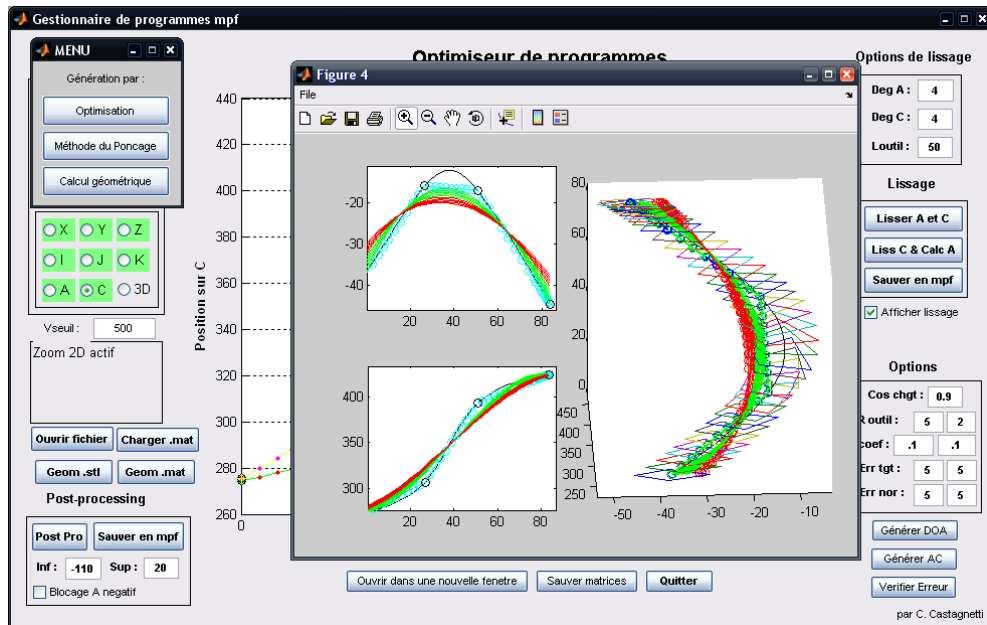 Gestionnaire de programmes mpf
MENU
Génération par :
Optimisation
Méthode du Poncage
Calcul géométrique
X Y Z
I J K
A C 3D
Vseuil : 500
Zoom 2D actif
Ouvrir fichier Charger .mat
Geom .stl Geom .mat
Post-processing
Post Pro Sauver en mpf
Inf : -110 Sup : 20
Blocage A negatif
Optimiseur de programmes
Position sur C
440
420
400
380
360
340
320
300
280
260
0
Figure 4
File
-20
-30
-40
20 40 60 80
400
350
300
20 40 60 80
80
60
40
20
0
450
400
350
300
250
-50 -40 -30 -20 -10
Ouvrir dans une nouvelle fenetre Sauver matrices Quitter
Options de lissage
Deg A : 4
Deg C : 4
Loutil : 50
Lissage
Lisser A et C
Liss C & Calc A
Sauver en mpf
Afficher lissage
Options
Cos chgt : 0.9
R outil : 5 2
coef : .1 .1
Err tgt : 5 5
Err nor : 5 5
Générer DOA
Générer AC
Verifier Erreur
par C. Castagnetti